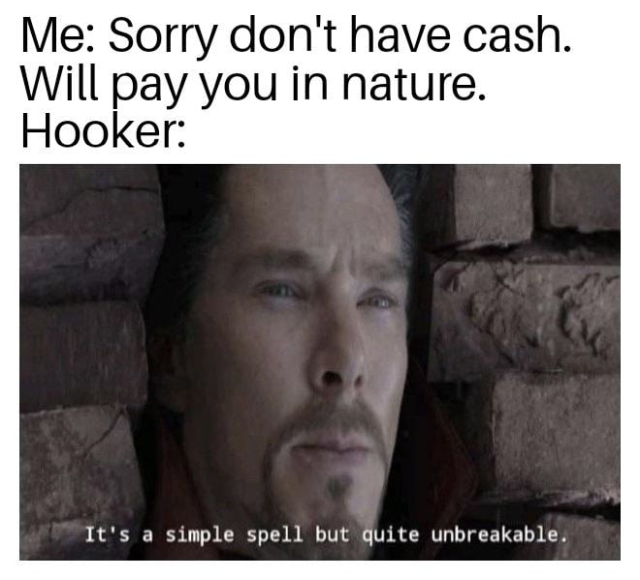 Me: Sorry don't have cash.
Will pay you in nature.
Hooker:
It's a simple spell but quite unbreakable.